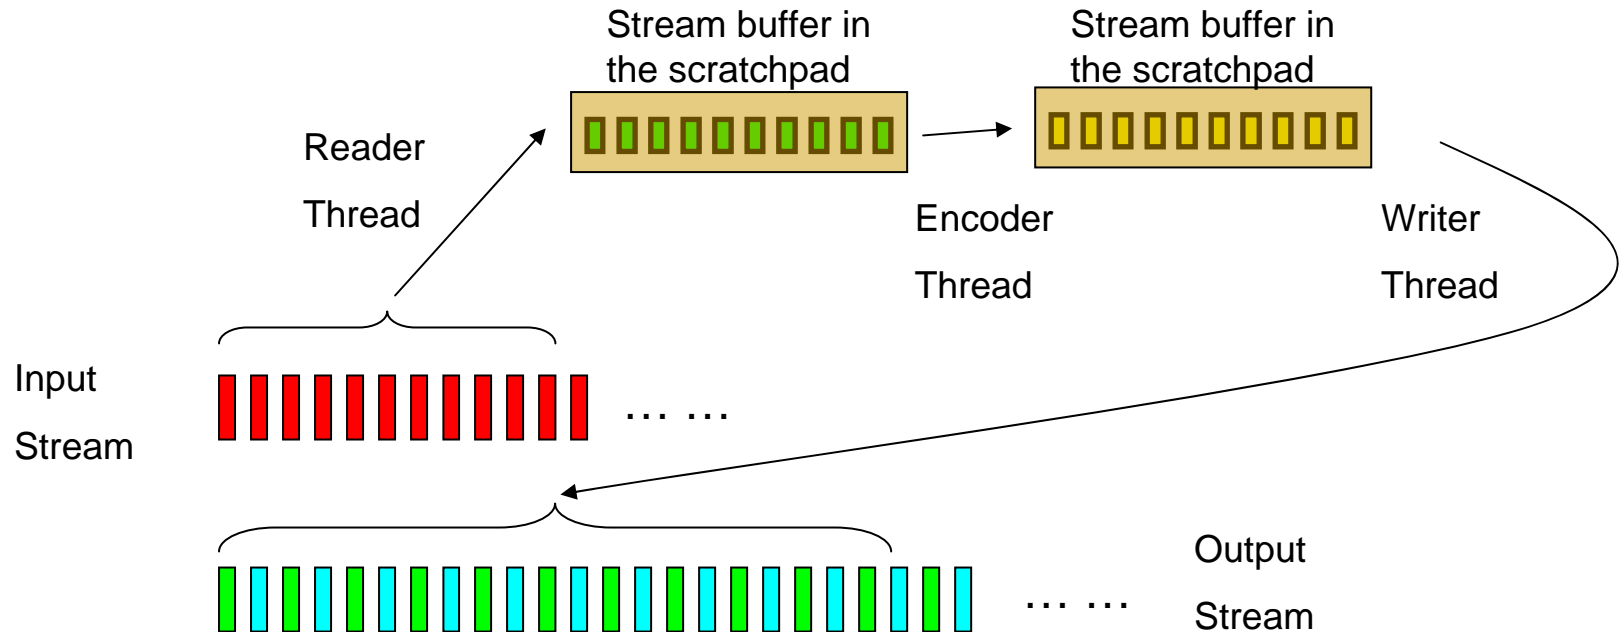 Stream buffer in
the scratchpad
Stream buffer in
the scratchpad
Reader
Thread
Encoder
Thread
Writer
Thread
Input
Stream
… …
Output
Stream
… …